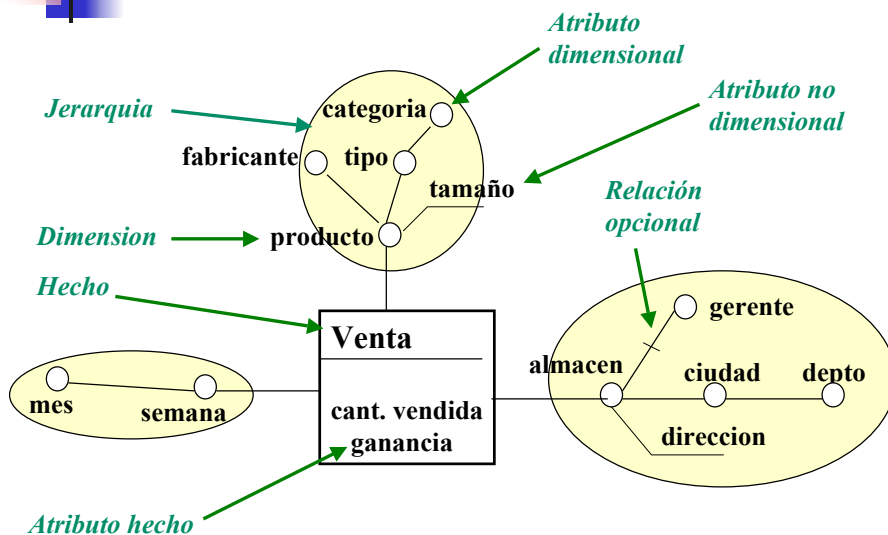 Atributo
dimensional
Atributo no
dimensional
Jerarquia
categoria
fabricante
tipo
tamaño
Relación
opcional
Dimension
producto
Hecho
gerente
Venta
almacen
ciudad
depto
mes
semana
cant. vendida
ganancia
direccion
Atributo hecho